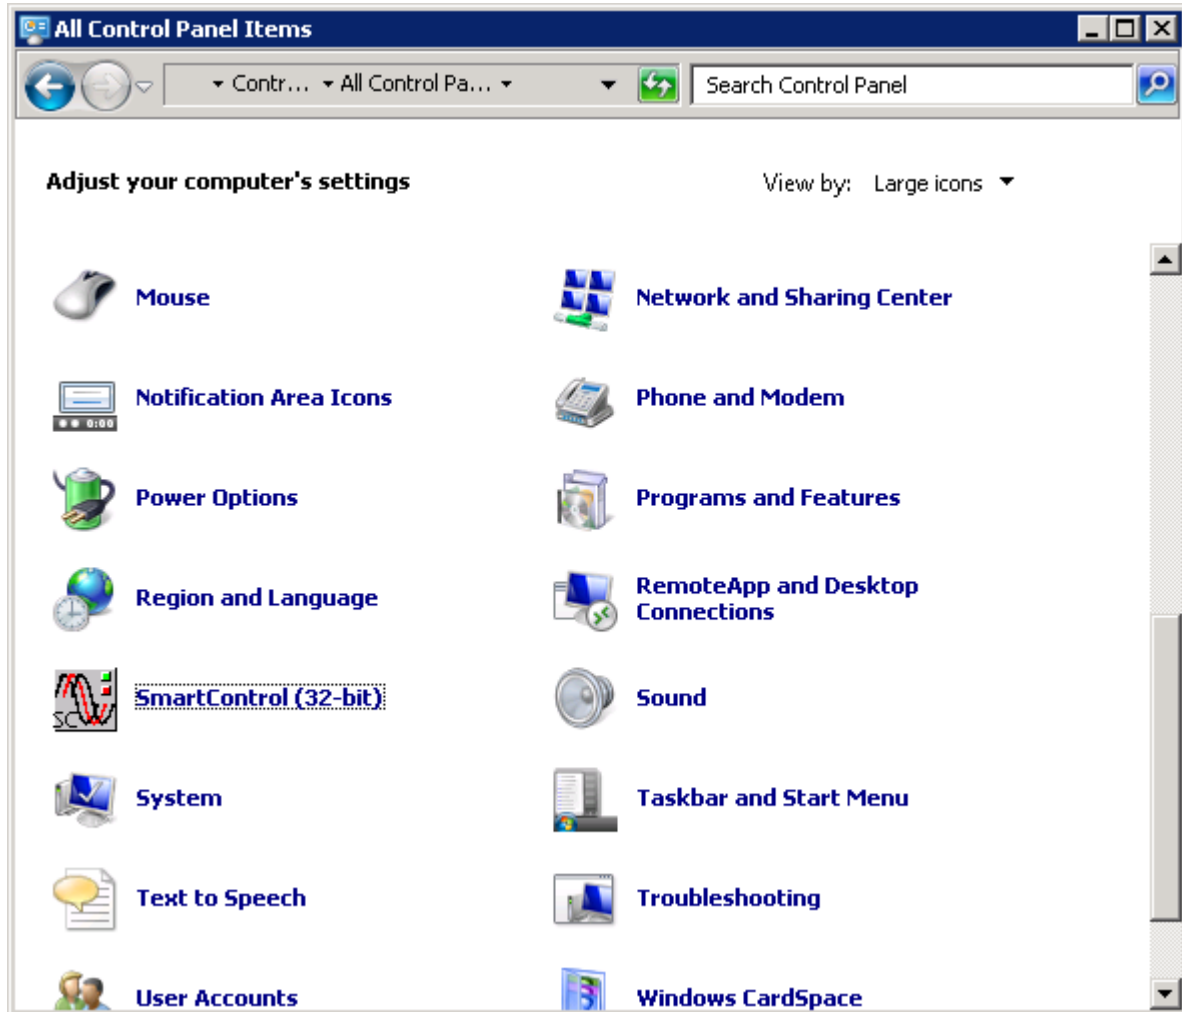 All Control Panel Items
Contr... All Control Pa...
Search Control Panel
Adjust your computer's settings
View by: Large icons
Mouse
Network and Sharing Center
Notification Area Icons
0:00
Phone and Modem
Power Options
Programs and Features
Region and Language
RemoteApp and Desktop
Connections
SC
SmartControl (32-bit)
Sound
System
Taskbar and Start Menu
Text to Speech
Troubleshooting
User Accounts
Windows CardSpace